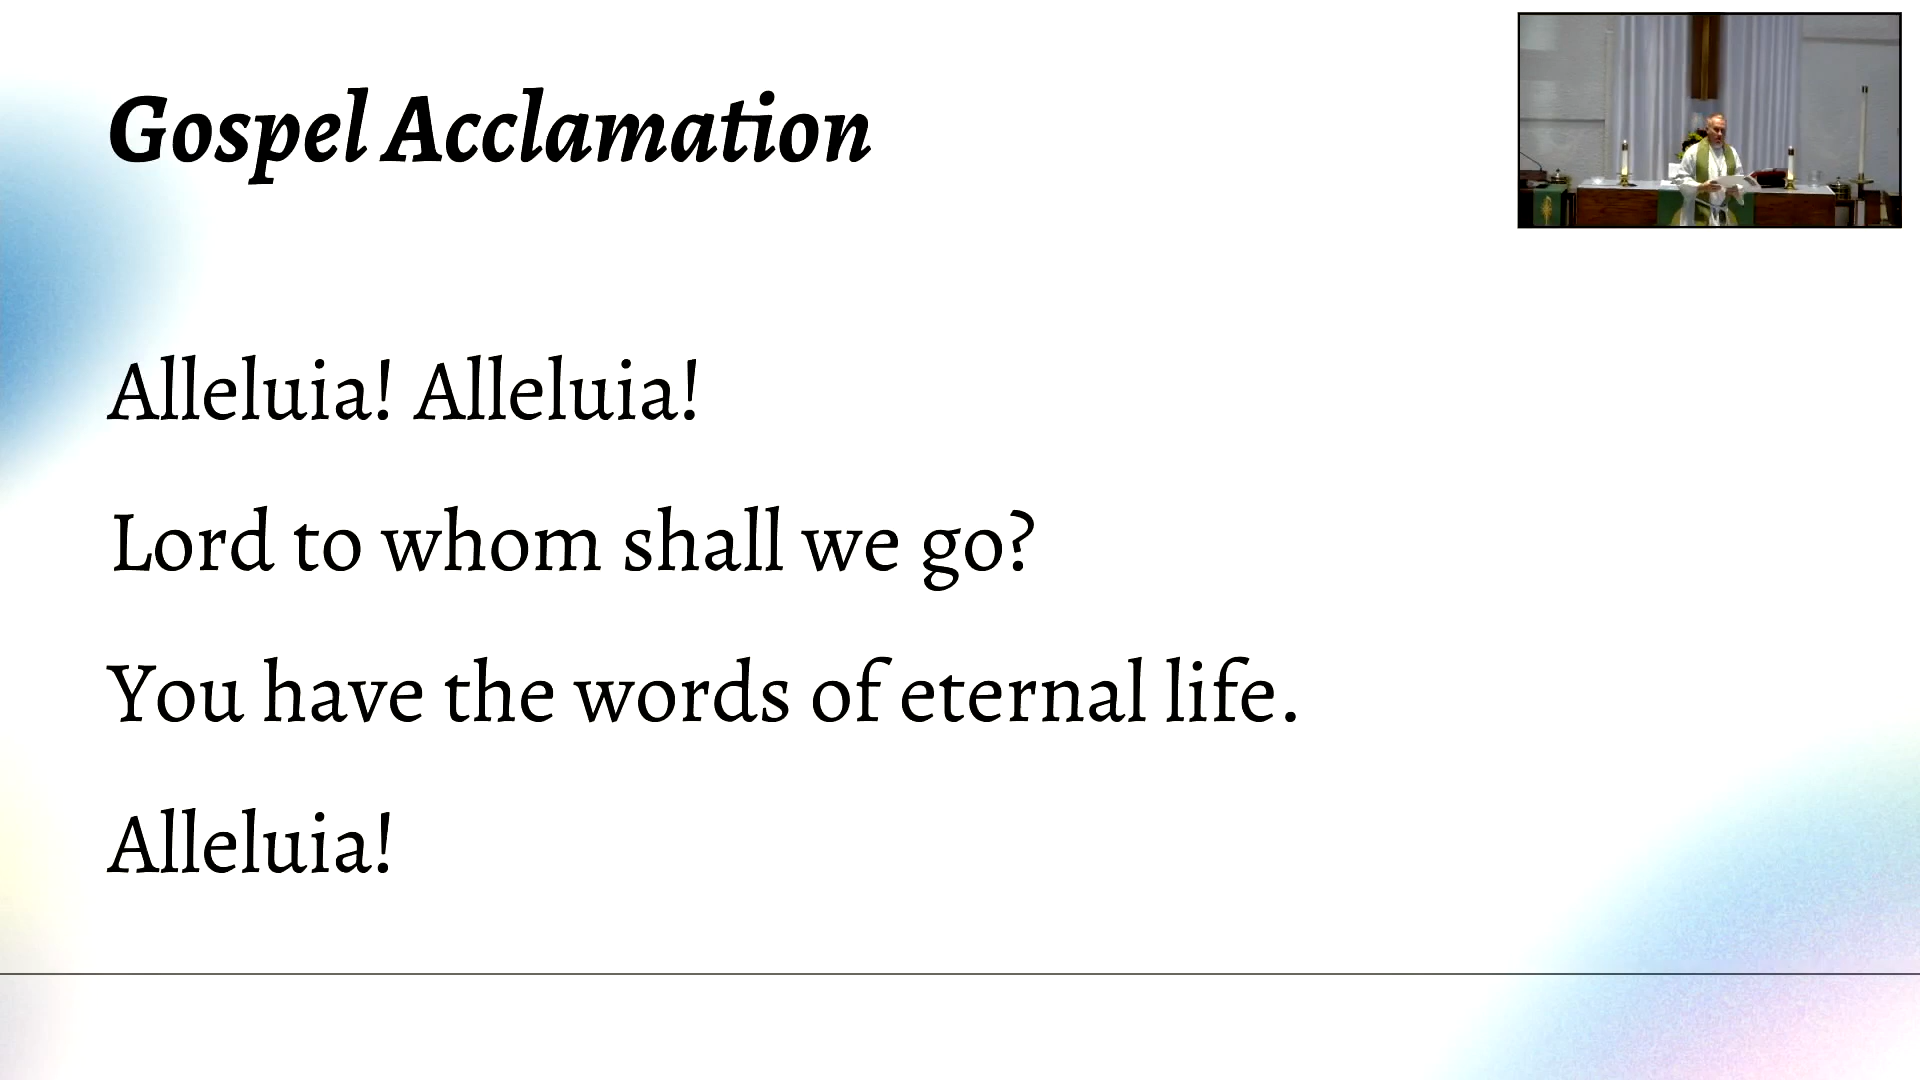 Gospel Acclamation
Alleluia! Alleluia!
Lord to whom shall we go?
You have the words of eternal life.
Alleluia!